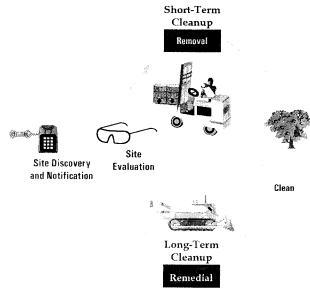 Short-Term
Cleanup
Removal
Site Discovery
and Notification
Site
Evaluation
Clean
Long-Term
Cleanup
Remedial